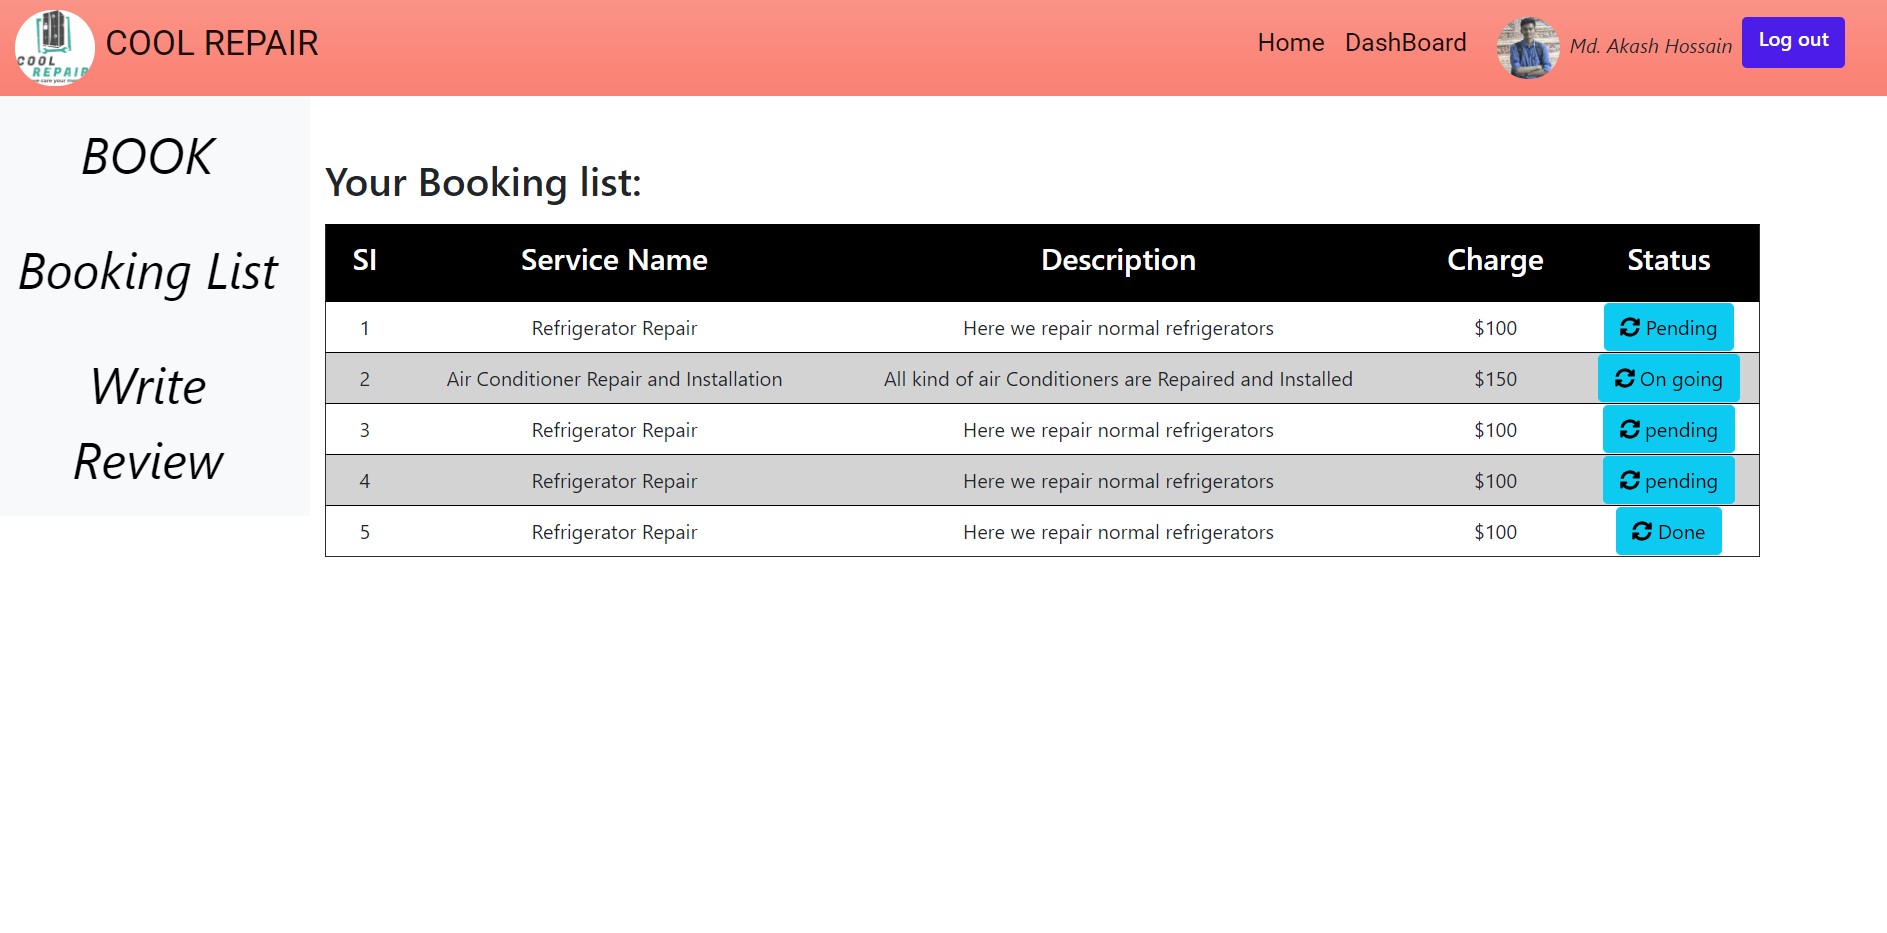 COOL
REPAIR
we care your
COOL REPAIR
Home DashBoard Md. Akash Hossain Log out
BOOK
Booking List
Write
Review
Your Booking list:
SI Service Name Description Charge Status
1 Refrigerator Repair Here we repair normal refrigerators $100 Pending
2 Air Conditioner Repair and Installation All kind of air Conditioners are Repaired and Installed $150 On going
3 Refrigerator Repair Here we repair normal refrigerators $100 pending
4 Refrigerator Repair Here we repair normal refrigerators $100 pending
5 Refrigerator Repair Here we repair normal refrigerators $100 Done